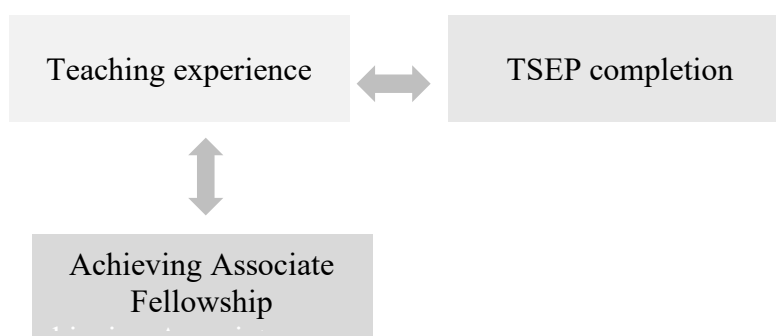 Teaching experience
TSEP completion
Achieving Associate
Fellowship